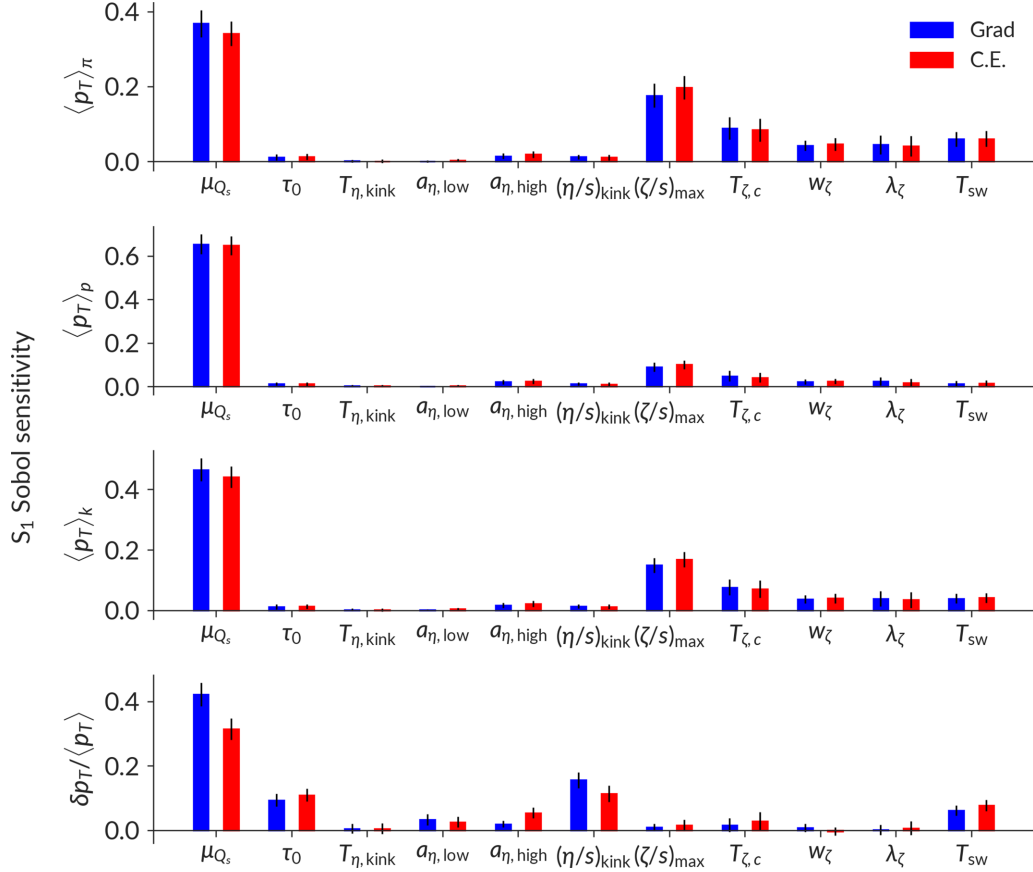 Grad
C.E.
S₁ Sobol sensitivity
⟨p_T⟩_π
0.4
0.2
0.0
μ_{Q_s} τ₀ T_{η, kink} a_{η, low} a_{η, high} (η/s)_{kink} (ζ/s)_{max} T_{ζ, c} w_ζ λ_ζ T_{sw}
⟨p_T⟩_p
0.6
0.4
0.2
0.0
μ_{Q_s} τ₀ T_{η, kink} a_{η, low} a_{η, high} (η/s)_{kink} (ζ/s)_{max} T_{ζ, c} w_ζ λ_ζ T_{sw}
⟨p_T⟩_k
0.4
0.2
0.0
μ_{Q_s} τ₀ T_{η, kink} a_{η, low} a_{η, high} (η/s)_{kink} (ζ/s)_{max} T_{ζ, c} w_ζ λ_ζ T_{sw}
δp_T/⟨p_T⟩
0.4
0.2
0.0
μ_{Q_s} τ₀ T_{η, kink} a_{η, low} a_{η, high} (η/s)_{kink} (ζ/s)_{max} T_{ζ, c} w_ζ λ_ζ T_{sw}